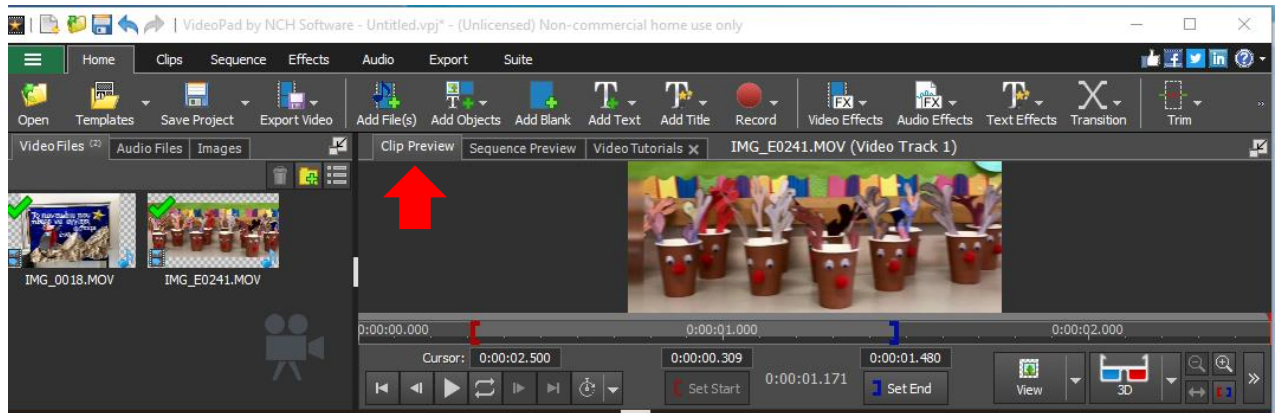 VideoPad by NCH Software - Untitled.vpj* - (Unlicensed) Non-commercial home use only
Home Clips Sequence Effects Audio Export Suite
Open Templates Save Project Export Video Add File(s) Add Objects Add Blank Add Text Add Title Record Video Effects Audio Effects Text Effects Transition Trim
Video Files (2) Audio Files Images
Clip Preview Sequence Preview Video Tutorials IMG_E0241.MOV (Video Track 1)
IMG_0018.MOV IMG_E0241.MOV
0:00:00.000 0:00:01.000 0:00:02.000
Cursor: 0:00:02.500 0:00:00.309 0:00:01.480
Set Start 0:00:01.171 Set End
View 3D